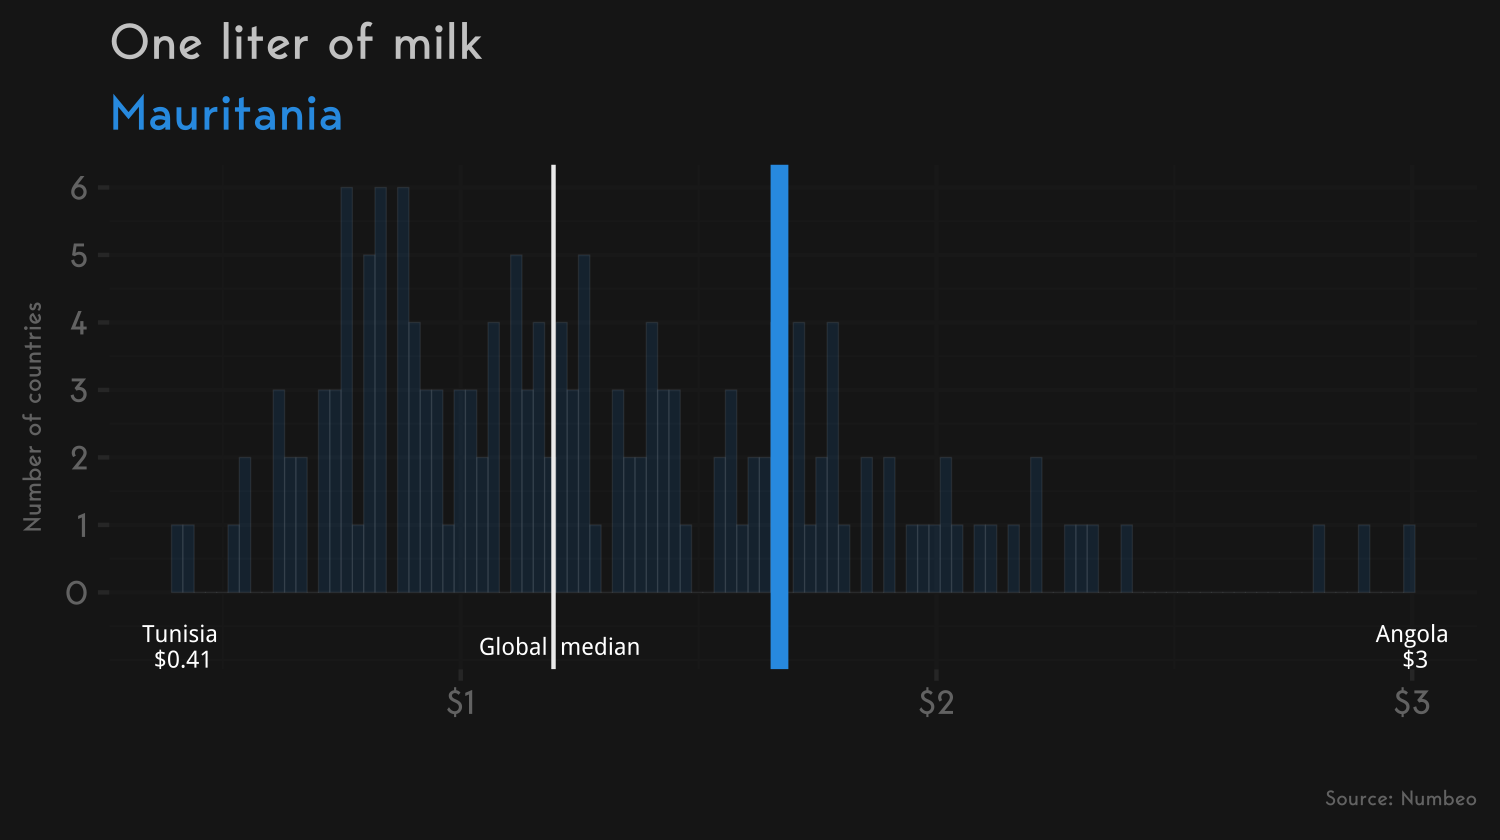 One liter of milk
Mauritania
Number of countries
6
5
4
3
2
1
0
Tunisia
$0.41
Global median
Angola
$3
$1
$2
$3
Source: Numbeo